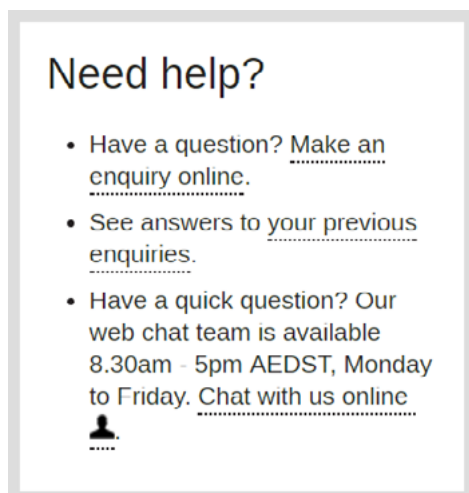 Need help?
• Have a question? Make an
enquiry online.
• See answers to your previous
enquiries.
• Have a quick question? Our
web chat team is available
8.30am - 5pm AEDST, Monday
to Friday. Chat with us online
.